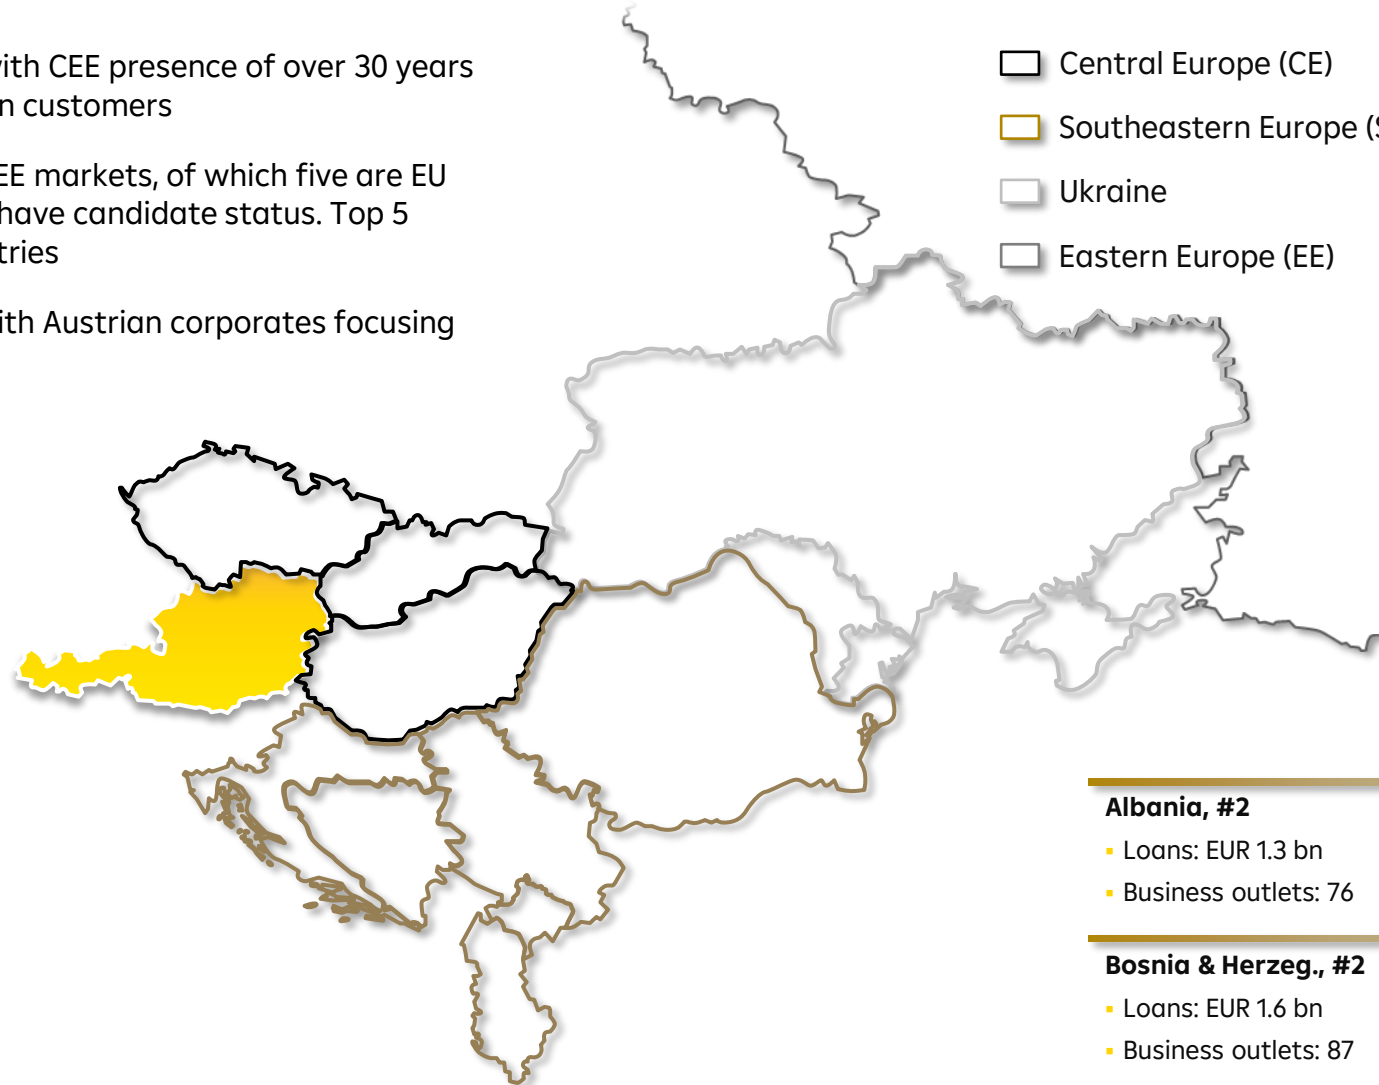 with CEE presence of over 30 years
n customers
EE markets, of which five are EU
have candidate status. Top 5
tries
ith Austrian corporates focusing
Central Europe (CE)
Southeastern Europe (S
Ukraine
Eastern Europe (EE)
Albania, #2
▪ Loans: EUR 1.3 bn
▪ Business outlets: 76
Bosnia & Herzeg., #2
▪ Loans: EUR 1.6 bn
▪ Business outlets: 87